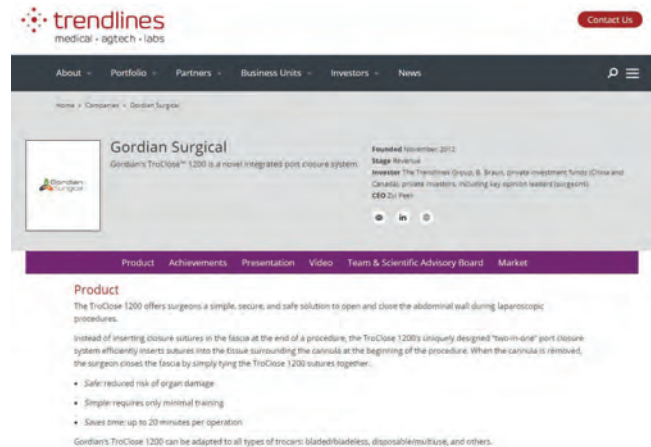 trendlines
medical · agtech · labs
Contact Us
About
Portfolio
Partners
Business Units
Investors
News
Home > Companies > Gordian Surgical
Gordian Surgical
Gordian's TroClose™ 1200 is a novel integrated port closure system.
Gordian
Surgical
Founded November 2012
Stage Revenue
Investor The Trendlines Group, B. Braun, private investment funds (China and
Canada), private investors, including key opinion leaders (surgeons)
CEO Zvi Peer
in
Product
Achievements
Presentation
Video
Team & Scientific Advisory Board
Market
Product
The TroClose 1200 offers surgeons a simple, secure, and safe solution to open and close the abdominal wall during laparoscopic
procedures.
Instead of inserting closure sutures in the fascia at the end of a procedure, the TroClose 1200's uniquely designed "two-in-one" port closure
system efficiently inserts sutures into the tissue surrounding the cannula at the beginning of the procedure. When the cannula is removed,
the surgeon closes the fascia by simply tying the TroClose 1200 sutures together.
• Safe: reduced risk of organ damage
• Simple: requires only minimal training
• Saves time: up to 20 minutes per operation
Gordian's TroClose 1200 can be adapted to all types of trocars: bladed/bladeless, disposable/multiuse, and others.